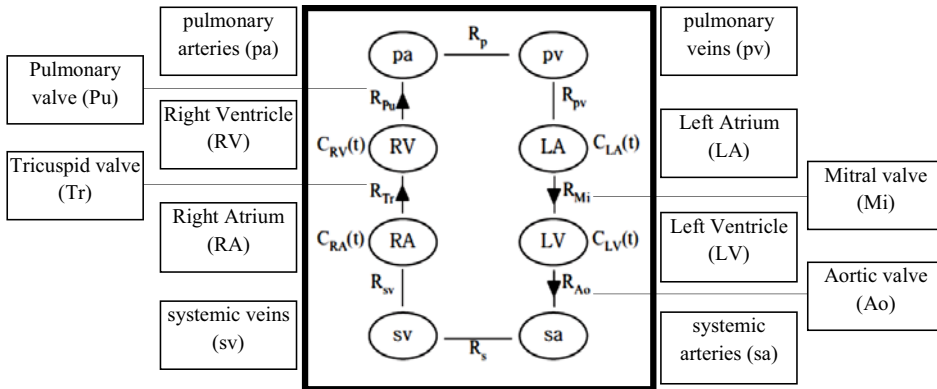 pulmonary
arteries (pa)
Pulmonary
valve (Pu)
Right Ventricle
(RV)
Tricuspid valve
(Tr)
Right Atrium
(RA)
systemic veins
(sv)
pa
R_p
pv
R_Pu
R_pv
C_RV(t)
RV
LA
C_LA(t)
R_Tr
R_Mi
C_RA(t)
RA
LV
C_LV(t)
R_sv
R_Ao
sv
R_s
sa
pulmonary
veins (pv)
Left Atrium
(LA)
Mitral valve
(Mi)
Left Ventricle
(LV)
Aortic valve
(Ao)
systemic
arteries (sa)